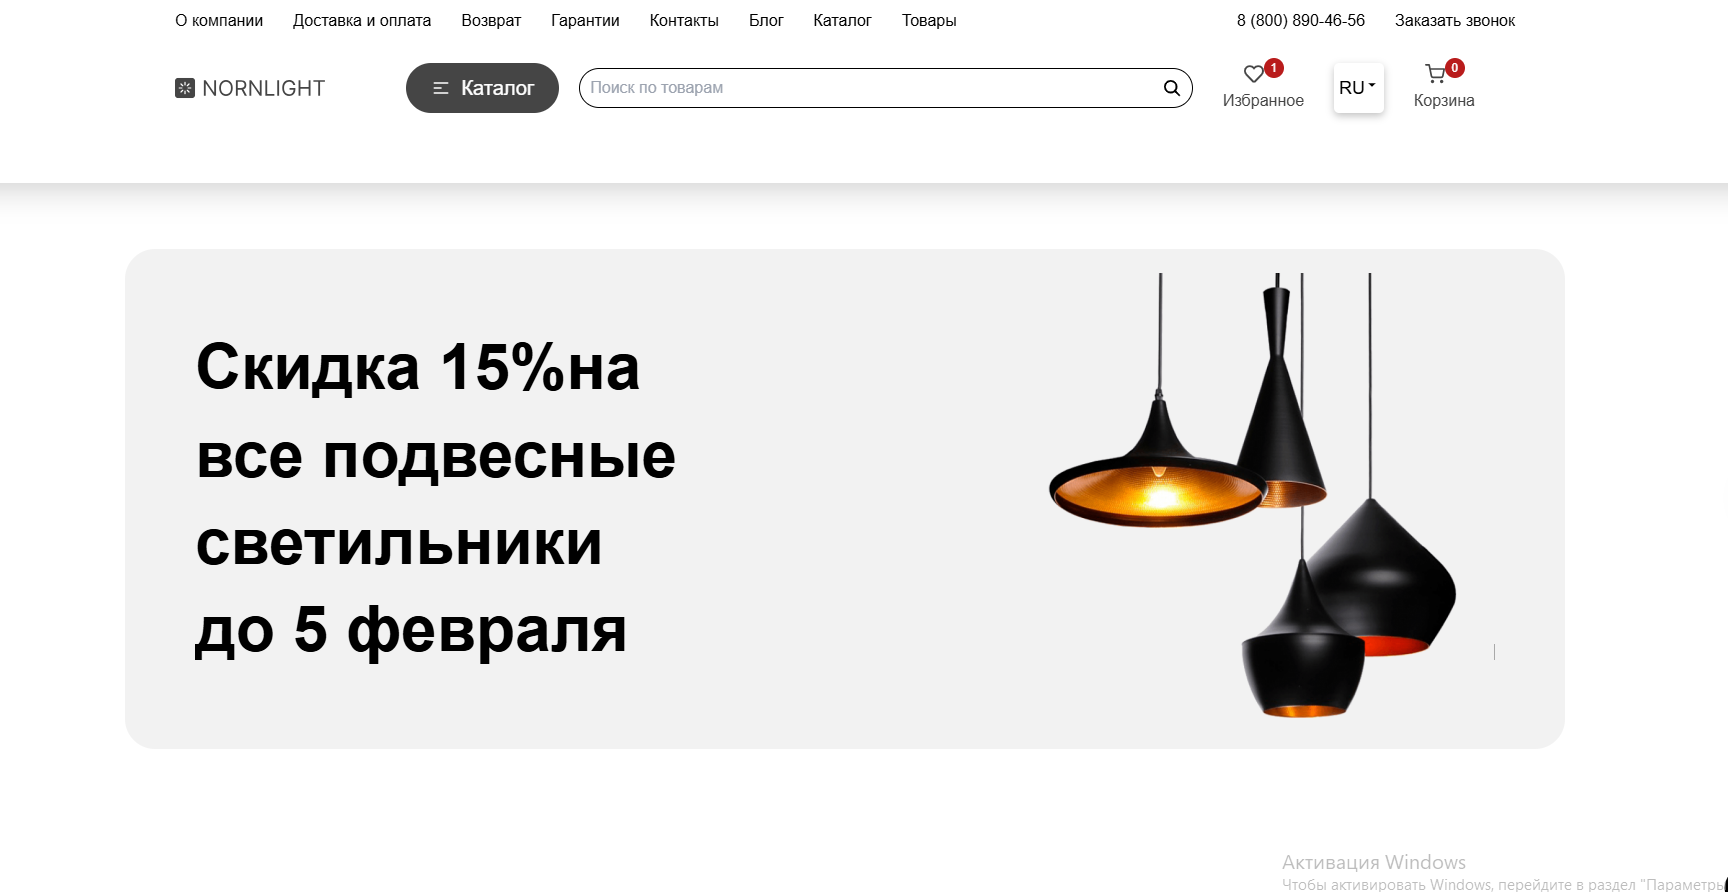 О компании Доставка и оплата Возврат Гарантии Контакты Блог Каталог Товары 8 (800) 890-46-56 Заказать звонок
NORNLIGHT Каталог Поиск по товарам 1 Избранное RU 0 Корзина
Скидка 15%на
все подвесные
светильники
до 5 февраля
Активация Windows
Чтобы активировать Windows, перейдите в раздел "Параметры